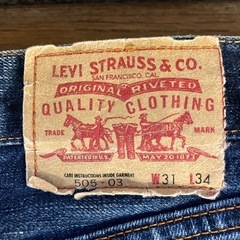 LEVI STRAUSS & CO.
SAN FRANCISCO, CAL.
ORIGINAL RIVETED
QUALITY CLOTHING
TRADE MARK
PATENTED IN U.S. MAY 20 1873
CARE INSTRUCTIONS INSIDE GARMENT
505-03 W31 L34